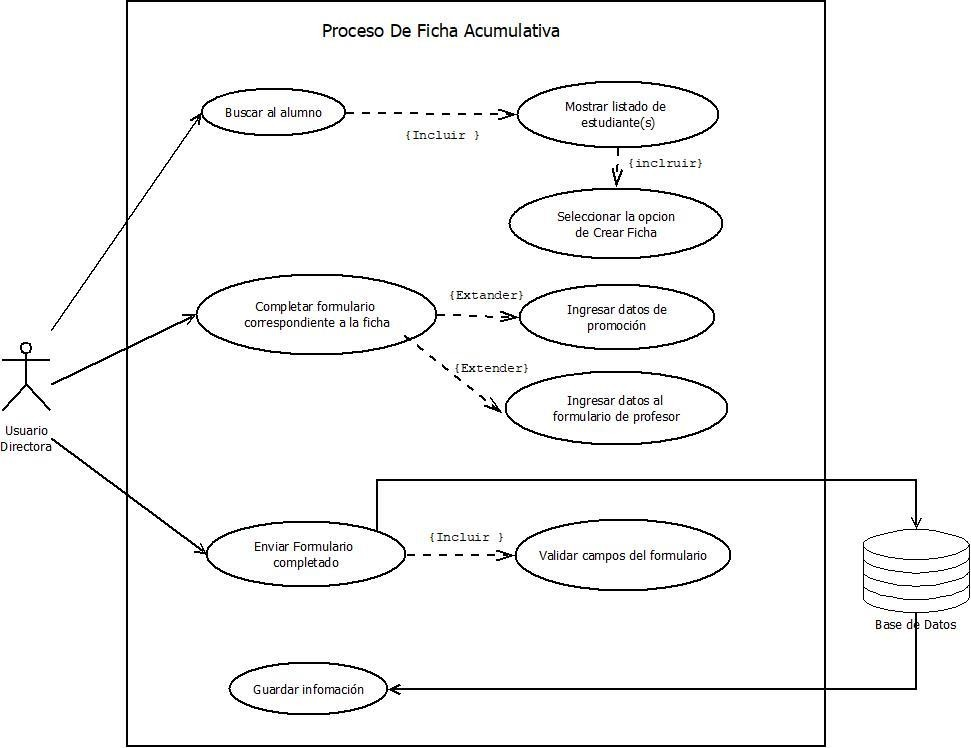 Proceso De Ficha Acumulativa
Buscar al alumno
{Incluir }
Mostrar listado de
estudiante(s)
{inclruir}
Seleccionar la opcion
de Crear Ficha
Completar formulario
correspondiente a la ficha
{Extander}
Ingresar datos de
promoción
{Extender}
Ingresar datos al
formulario de profesor
Usuario
Directora
Enviar Formulario
completado
{Incluir }
Validar campos del formulario
Base de Datos
Guardar infomación